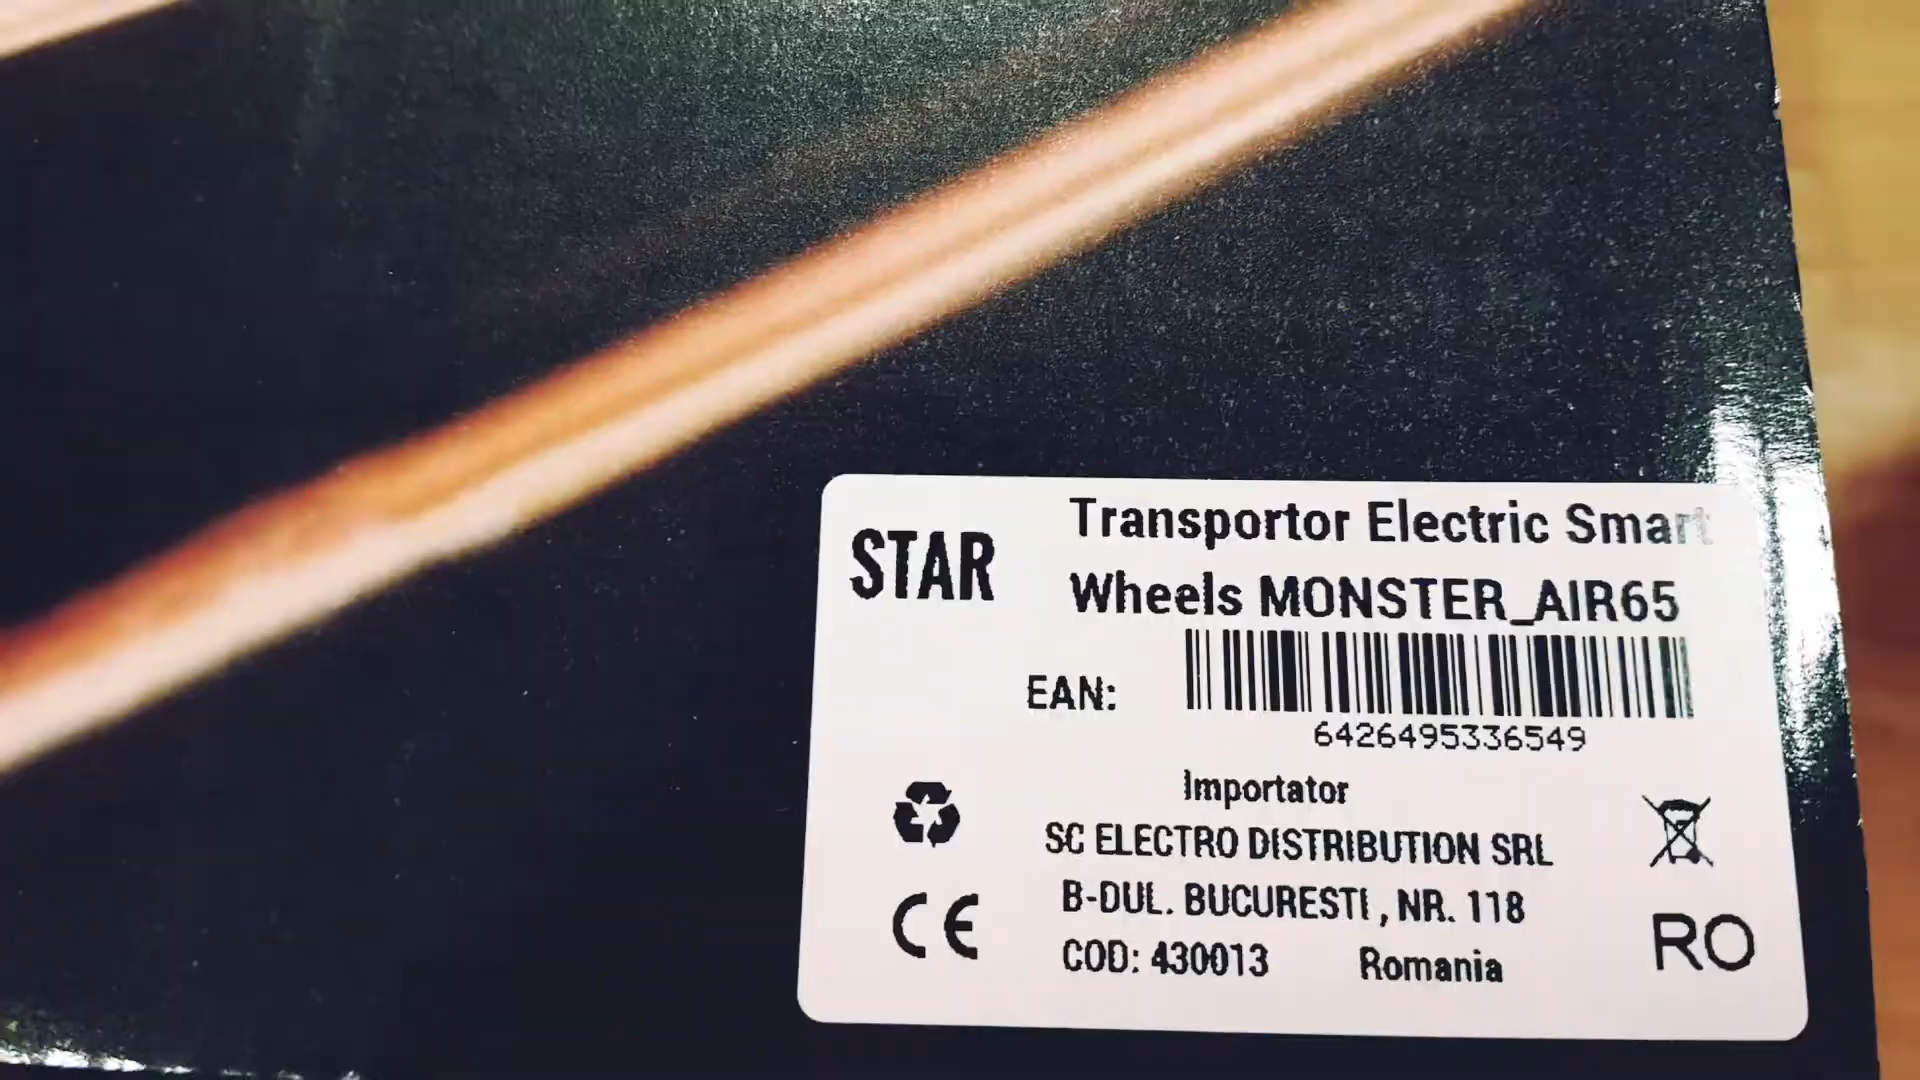 STAR
Transportor Electric Smart
Wheels MONSTER_AIR65
EAN:
6426495336549
Importator
SC ELECTRO DISTRIBUTION SRL
B-DUL. BUCURESTI , NR. 118
COD: 430013 Romania
CE
RO